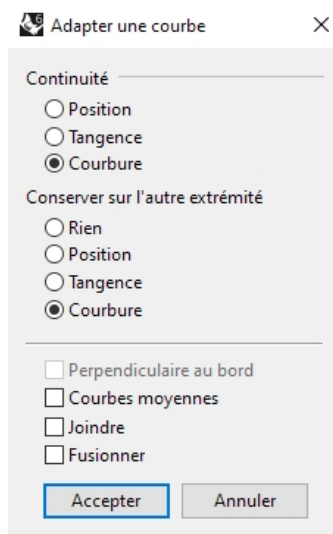 Adapter une courbe
Continuité
Position
Tangence
Courbure
Conserver sur l'autre extrémité
Rien
Position
Tangence
Courbure
Perpendiculaire au bord
Courbes moyennes
Joindre
Fusionner
Accepter Annuler